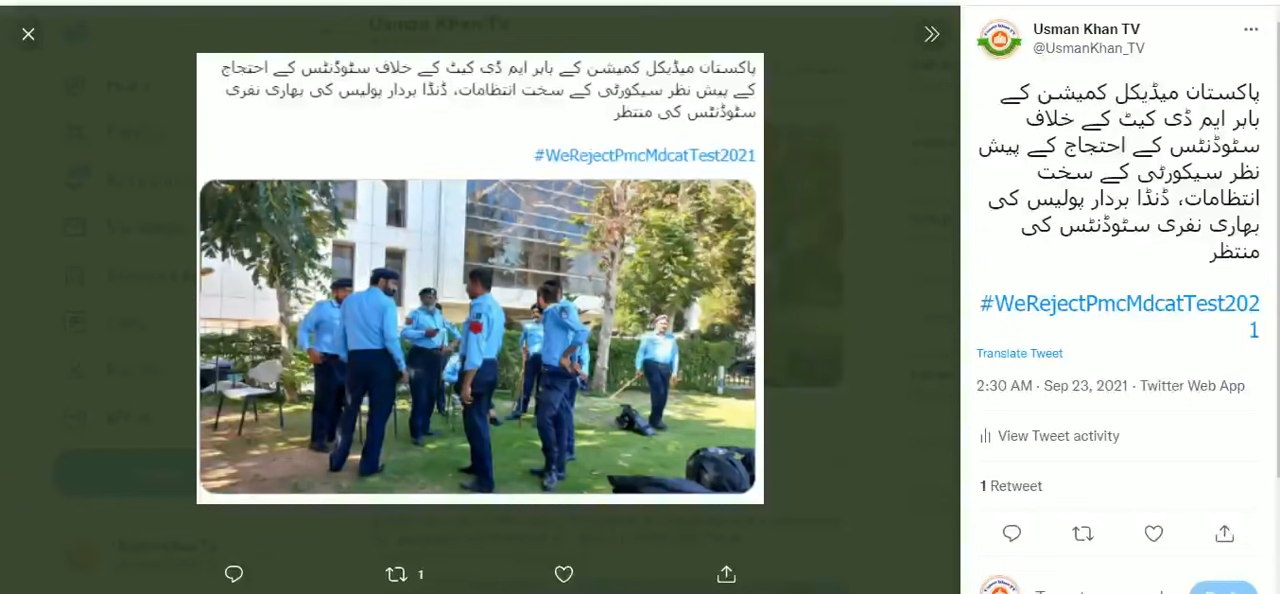 پاکستان میڈیکل کمیشن کے باہر ایم ڈی کیٹ کے خلاف سٹوڈنٹس کے احتجاج
کے پیش نظر سیکورٹی کے سخت انتظامات، ڈنڈا بردار پولیس کی بھاری نفری
سٹوڈنٹس کی منتظر
#WeRejectPmcMdcatTest2021
1
Usman Khan TV
@UsmanKhan_TV
پاکستان میڈیکل کمیشن کے
باہر ایم ڈی کیٹ کے خلاف
سٹوڈنٹس کے احتجاج کے پیش
نظر سیکورٹی کے سخت
انتظامات، ڈنڈا بردار پولیس کی
بھاری نفری سٹوڈنٹس کی
منتظر
#WeRejectPmcMdcatTest202
1
Translate Tweet
2:30 AM · Sep 23, 2021 · Twitter Web App
View Tweet activity
1 Retweet